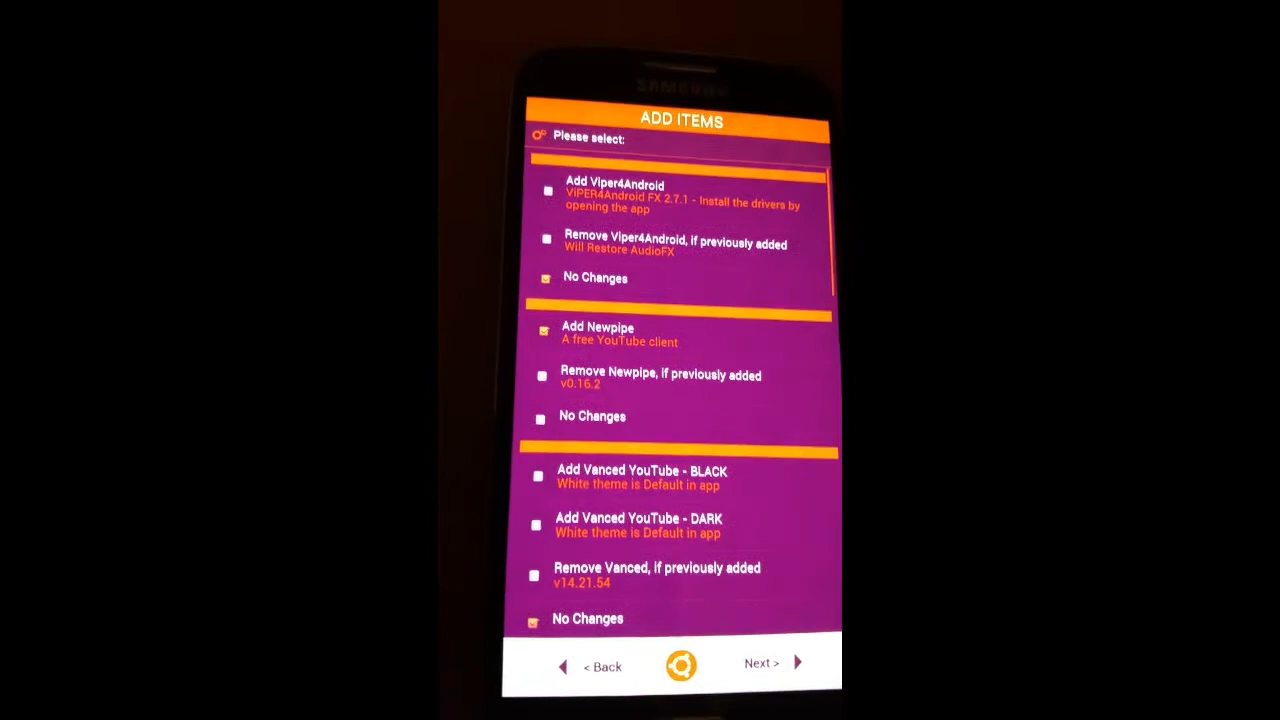 SAMSUNG
ADD ITEMS
Please select:
Add Viper4Android
ViPER4Android FX 2.7.1 - Install the drivers by
opening the app
Remove Viper4Android, if previously added
Will Restore AudioFX
No Changes
Add Newpipe
A free YouTube client
Remove Newpipe, if previously added
v0.16.2
No Changes
Add Vanced YouTube - BLACK
White theme is Default in app
Add Vanced YouTube - DARK
White theme is Default in app
Remove Vanced, if previously added
v14.21.54
No Changes
< Back
Next >